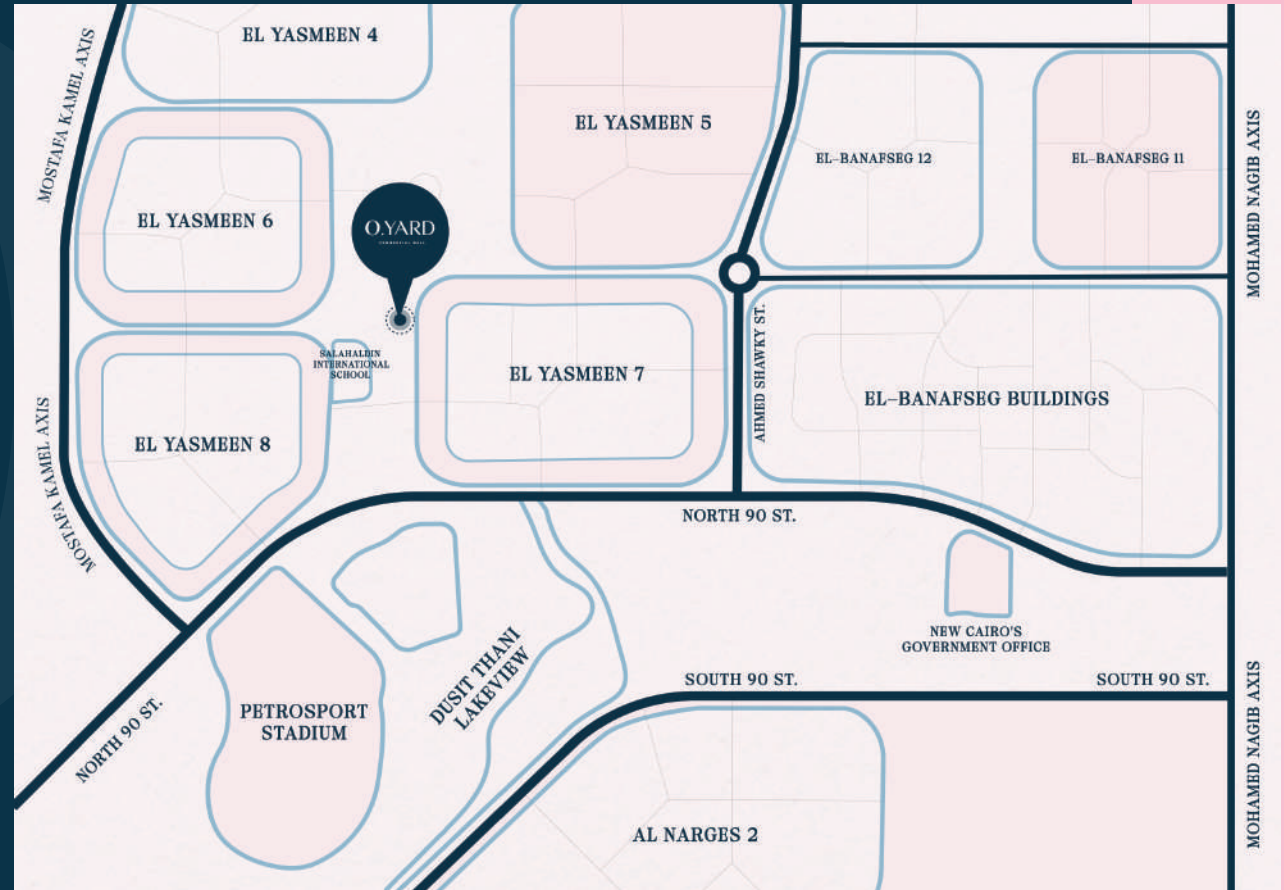 EL YASMEEN 4
MOSTAFA KAMEL AXIS
EL YASMEEN 5
EL-BANAFSEG 12
EL-BANAFSEG 11
MOHAMED NAGIB AXIS
EL YASMEEN 6
O.YARD
COMMERCIAL MALL
SALAHALDIN
INTERNATIONAL
SCHOOL
EL YASMEEN 7
AHMED SHAWKY ST.
EL-BANAFSEG BUILDINGS
EL YASMEEN 8
MOSTAFA KAMEL AXIS
NORTH 90 ST.
NEW CAIRO'S
GOVERNMENT OFFICE
DUSIT THANI
LAKEVIEW
SOUTH 90 ST.
SOUTH 90 ST.
PETROSPORT
STADIUM
NORTH 90 ST.
MOHAMED NAGIB AXIS
AL NARGES 2